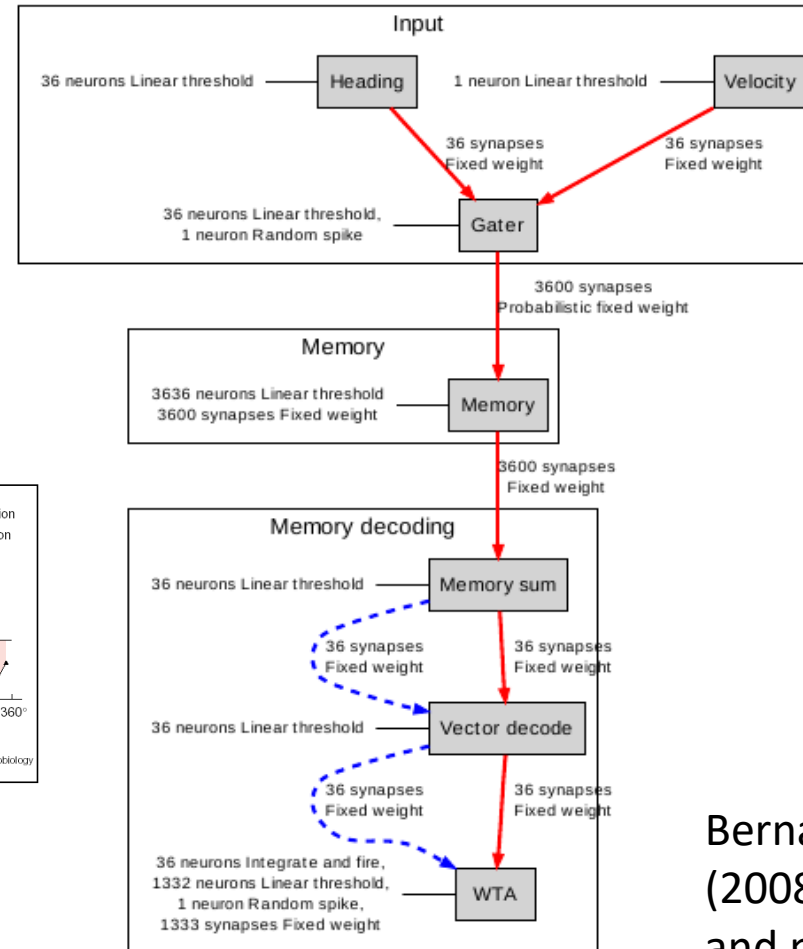 Input
36 neurons Linear threshold
Heading
1 neuron Linear threshold
Velocity
36 synapses
Fixed weight
36 synapses
Fixed weight
36 neurons Linear threshold,
1 neuron Random spike
Gater
3600 synapses
Probabilistic fixed weight
Memory
3636 neurons Linear threshold
3600 synapses Fixed weight
Memory
3600 synapses
Fixed weight
Memory decoding
36 neurons Linear threshold
Memory sum
36 synapses
Fixed weight
36 synapses
Fixed weight
36 neurons Linear threshold
Vector decode
36 synapses
Fixed weight
36 synapses
Fixed weight
36 neurons Integrate and fire,
1332 neurons Linear threshold,
1 neuron Random spike,
1333 synapses Fixed weight
WTA
360°
(2008